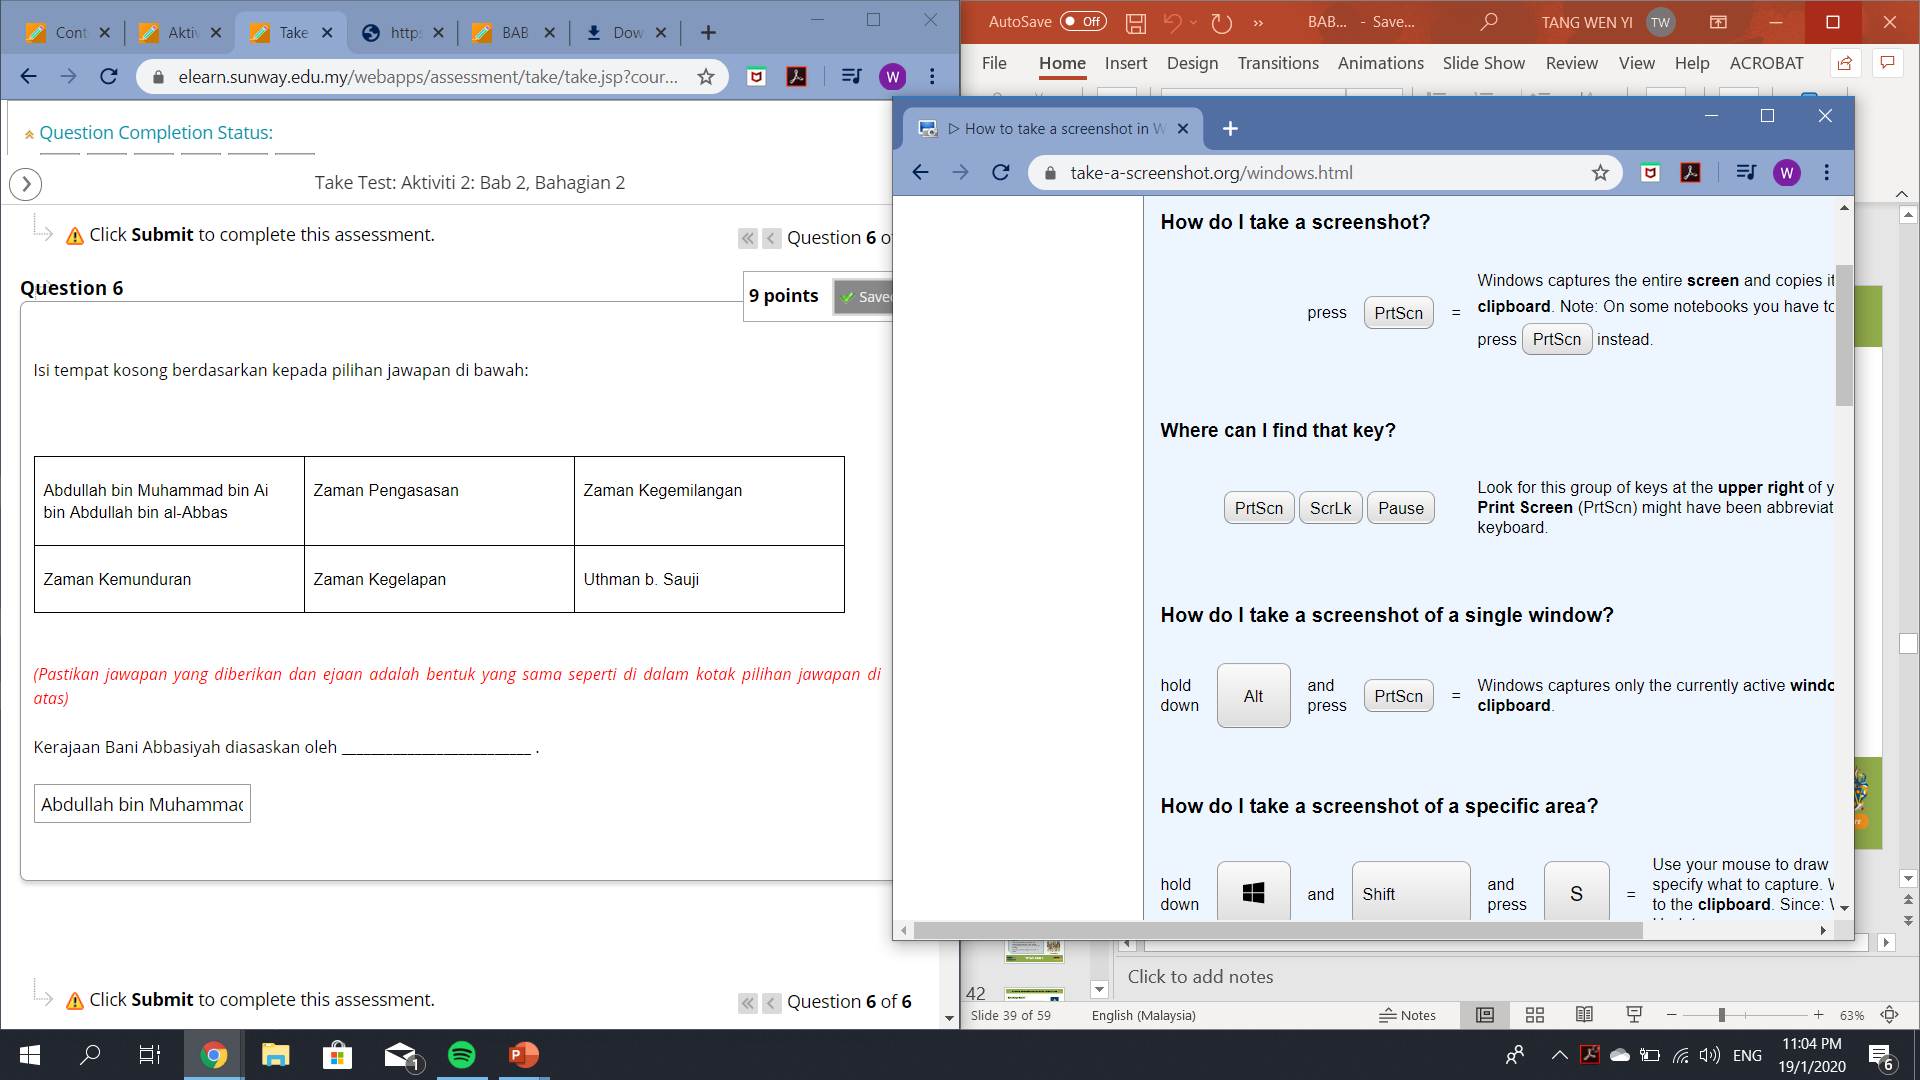 Cont
Aktiv
Take
http
BAB
Dow
elearn.sunway.edu.my/webapps/assessment/take/take.jsp?cour...
W
Question Completion Status:
Take Test: Aktiviti 2: Bab 2, Bahagian 2
Click Submit to complete this assessment.
Question 6 o
Question 6
9 points
Save
Isi tempat kosong berdasarkan kepada pilihan jawapan di bawah:
Abdullah bin Muhammad bin Ai bin Abdullah bin al-Abbas
Zaman Pengasasan
Zaman Kegemilangan
Zaman Kemunduran
Zaman Kegelapan
Uthman b. Sauji
(Pastikan jawapan yang diberikan dan ejaan adalah bentuk yang sama seperti di dalam kotak pilihan jawapan di
atas)
Kerajaan Bani Abbasiyah diasaskan oleh __________________________ .
Abdullah bin Muhammad
Click Submit to complete this assessment.
Question 6 of 6
AutoSave Off
BAB... - Save...
TANG WEN YI
TW
File Home Insert Design Transitions Animations Slide Show Review View Help ACROBAT
How to take a screenshot in W
take-a-screenshot.org/windows.html
W
How do I take a screenshot?
press PrtScn =
Windows captures the entire screen and copies it
clipboard. Note: On some notebooks you have to
press PrtScn instead.
Where can I find that key?
PrtScn ScrLk Pause
Look for this group of keys at the upper right of y
Print Screen (PrtScn) might have been abbreviat
keyboard.
How do I take a screenshot of a single window?
hold down Alt and press PrtScn =
Windows captures only the currently active windo
clipboard.
How do I take a screenshot of a specific area?
hold down and Shift and press S =
Use your mouse to draw
specify what to capture. W
to the clipboard. Since: W
42
Click to add notes
Slide 39 of 59
English (Malaysia)
Notes
63%
1
P
ENG
11:04 PM
19/1/2020
6